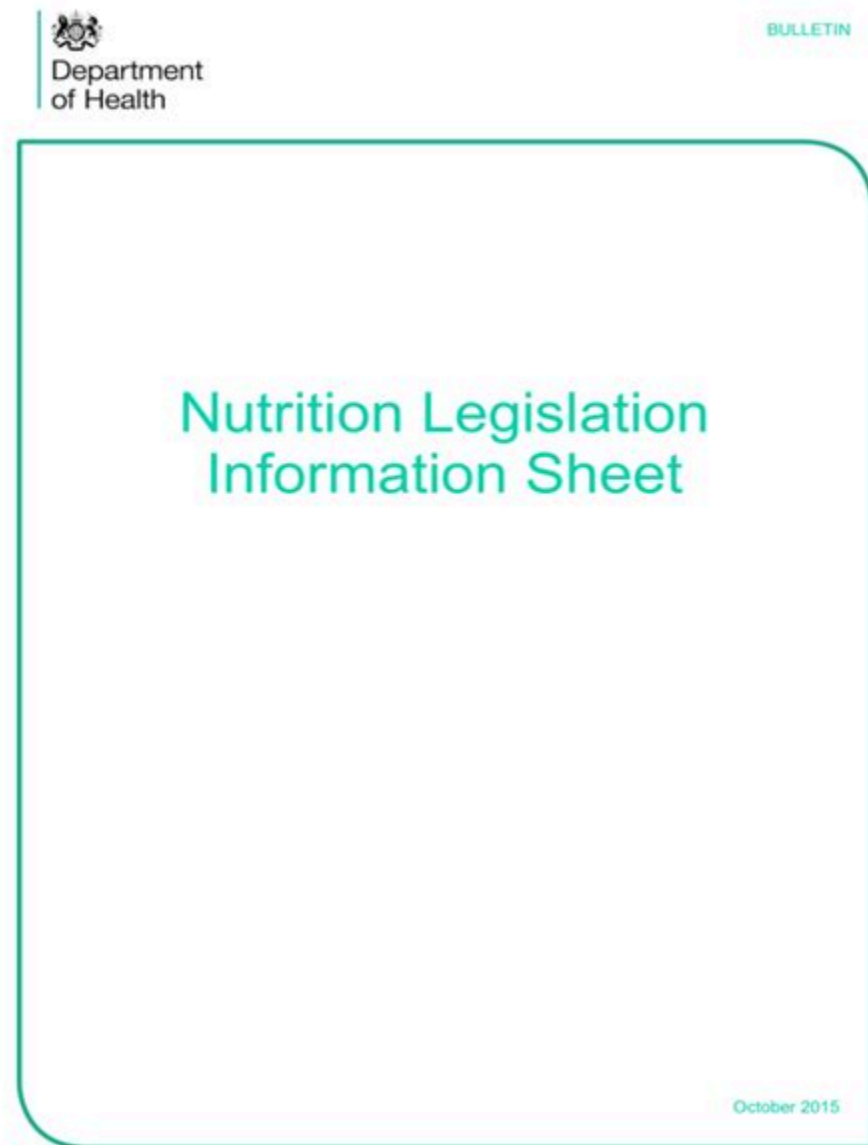 BULLETIN
Department
of Health
Nutrition Legislation
Information Sheet
October 2015